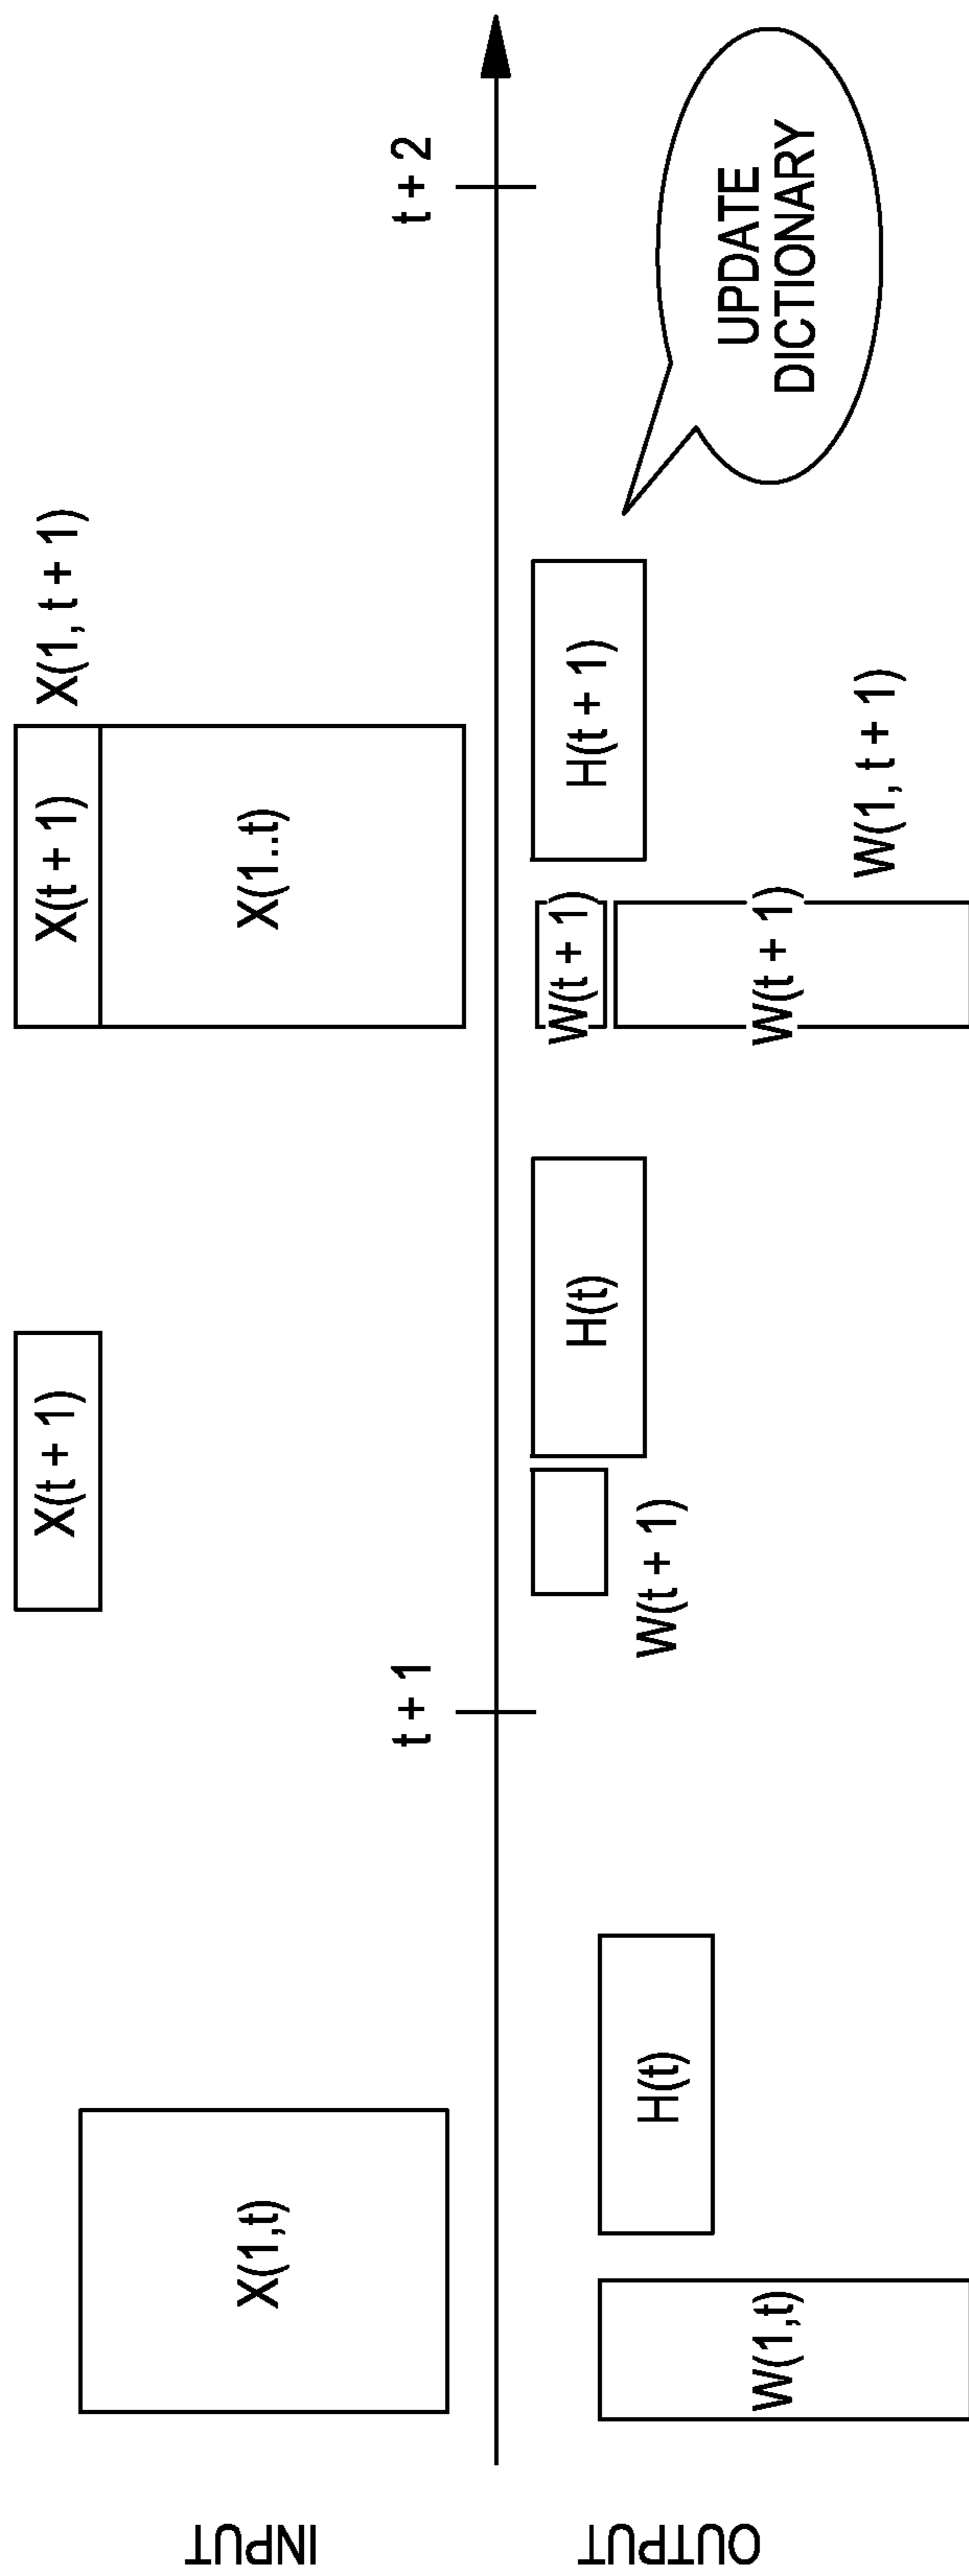 INPUT
X(1,t)
X(t + 1)
X(t + 1)
X(1, t + 1)
X(1..t)
t + 1
t + 2
OUTPUT
W(1,t)
H(t)
W(t + 1)
H(t)
W(t + 1)
W(t + 1)
W(1, t + 1)
H(t + 1)
UPDATE
DICTIONARY